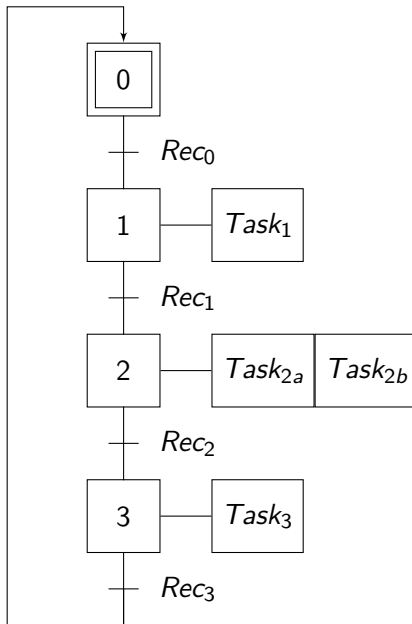 0
Rec₀
1 Task₁
Rec₁
2 Task₂ₐ Task₂b
Rec₂
3 Task₃
Rec₃